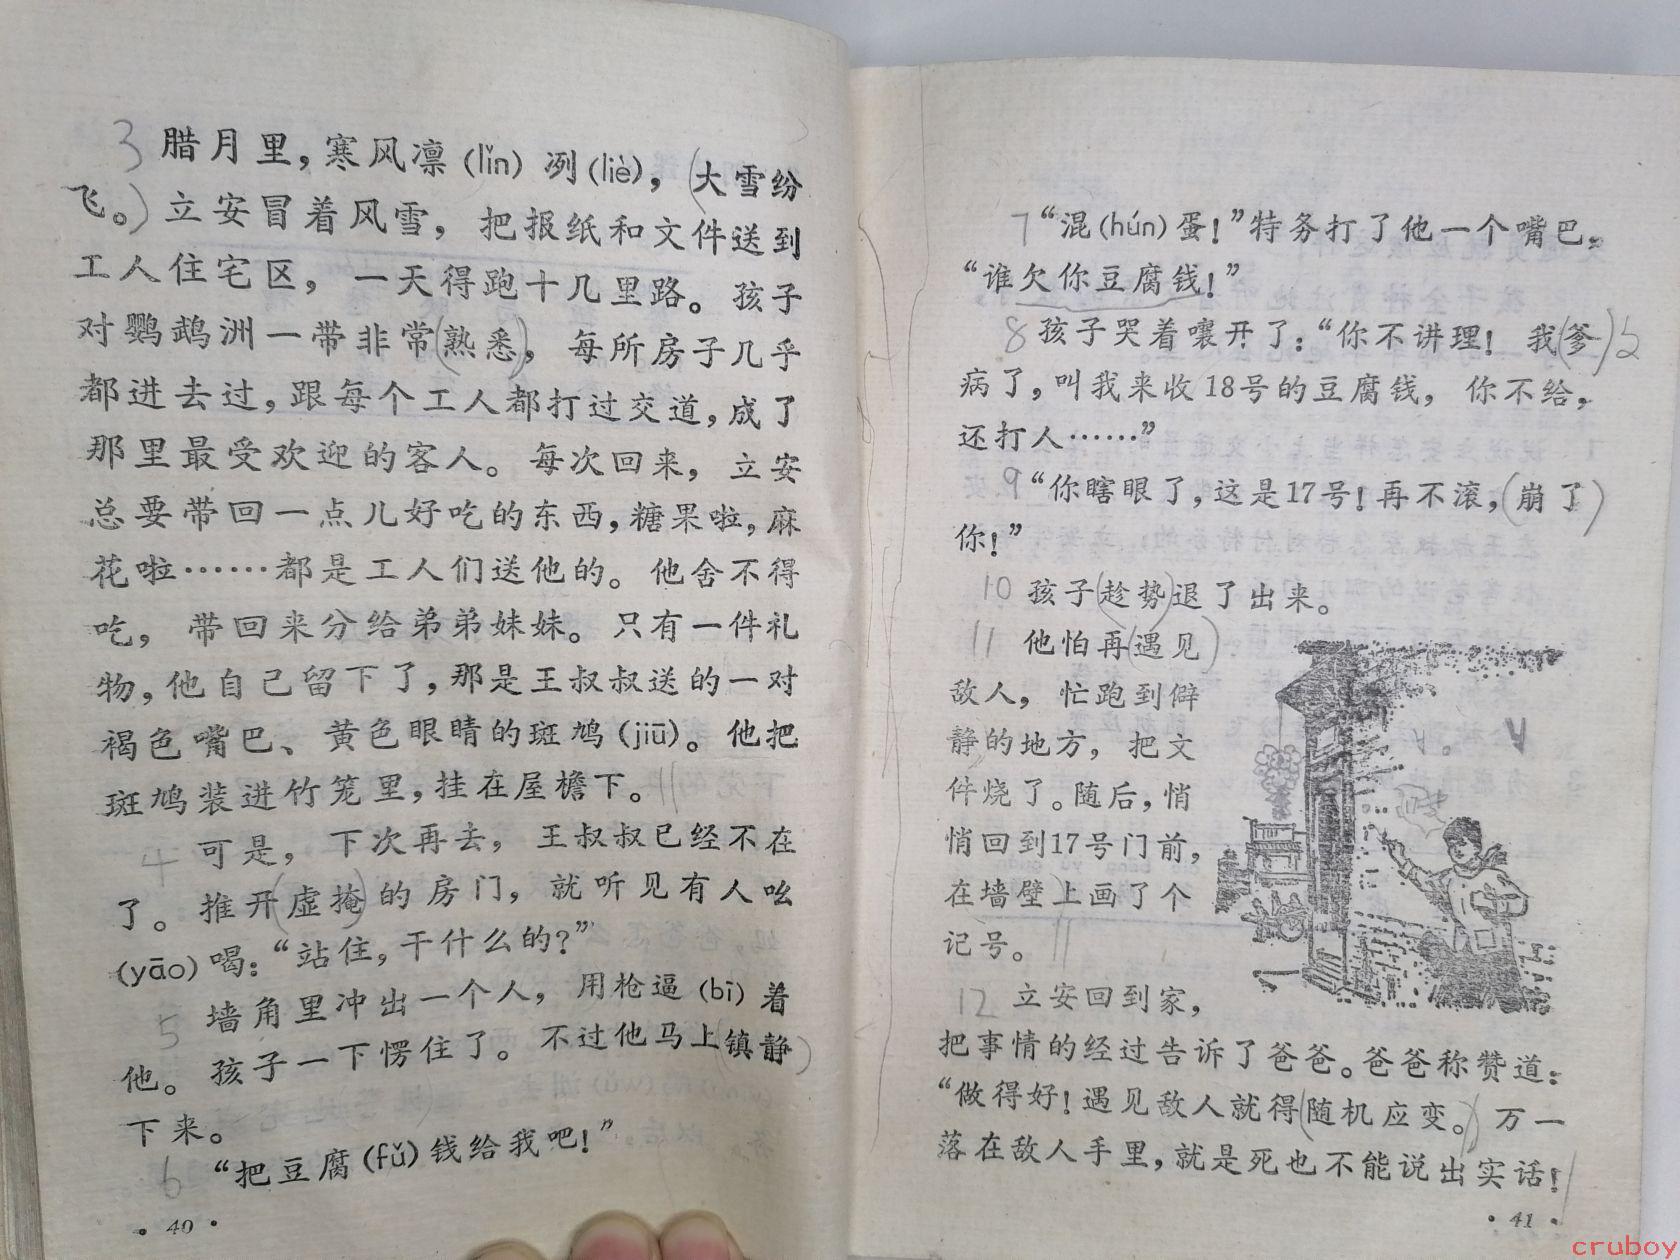 3 腊月里，寒风凛(lǐn)冽(liè)，(大雪纷
飞。)立安冒着风雪，把报纸和文件送到
工人住宅区，一天得跑十几里路。孩子
对鹦鹉洲一带非常(熟悉)，每所房子几乎
都进去过，跟每个工人都打过交道，成了
那里最受欢迎的客人。每次回来，立安
总要带回一点儿好吃的东西，糖果啦，麻
花啦……都是工人们送他的。他舍不得
吃，带回来分给弟弟妹妹。只有一件礼
物，他自己留下了，那是王叔叔送的一对
褐色嘴巴、黄色眼睛的斑鸠(jiū)。他把
斑鸠装进竹笼里，挂在屋檐下。||
4 可是，下次再去，王叔叔已经不在
了。推开(虚掩)的房门，就听见有人吆
(yāo)喝：“站住，干什么的？”
5 墙角里冲出一个人，用枪逼(bī)着
他。孩子一下愣住了。不过他马上(镇静)
下来。
6 “把豆腐(fǔ)钱给我吧！”
·40·
7 “混(hún)蛋！”特务打了他一个嘴巴。
“谁欠你豆腐钱！”
8 孩子哭着嚷开了：“你不讲理！我(爹)
病了，叫我来收18号的豆腐钱，你不给，
还打人……”
9 “你瞎眼了，这是17号！再不滚，(崩了)
你！”
10 孩子(趁势)退了出来。
11 他怕再(遇见)
敌人，忙跑到僻
静的地方，把文
件烧了。随后，悄
悄回到17号门前，
在墙壁上画了个
记号。||
12 立安回到家，
把事情的经过告诉了爸爸。爸爸称赞道：
“做得好！遇见敌人就得(随机应变。)万一
落在敌人手里，就是死也不能说出实话！
·41·
cruboy